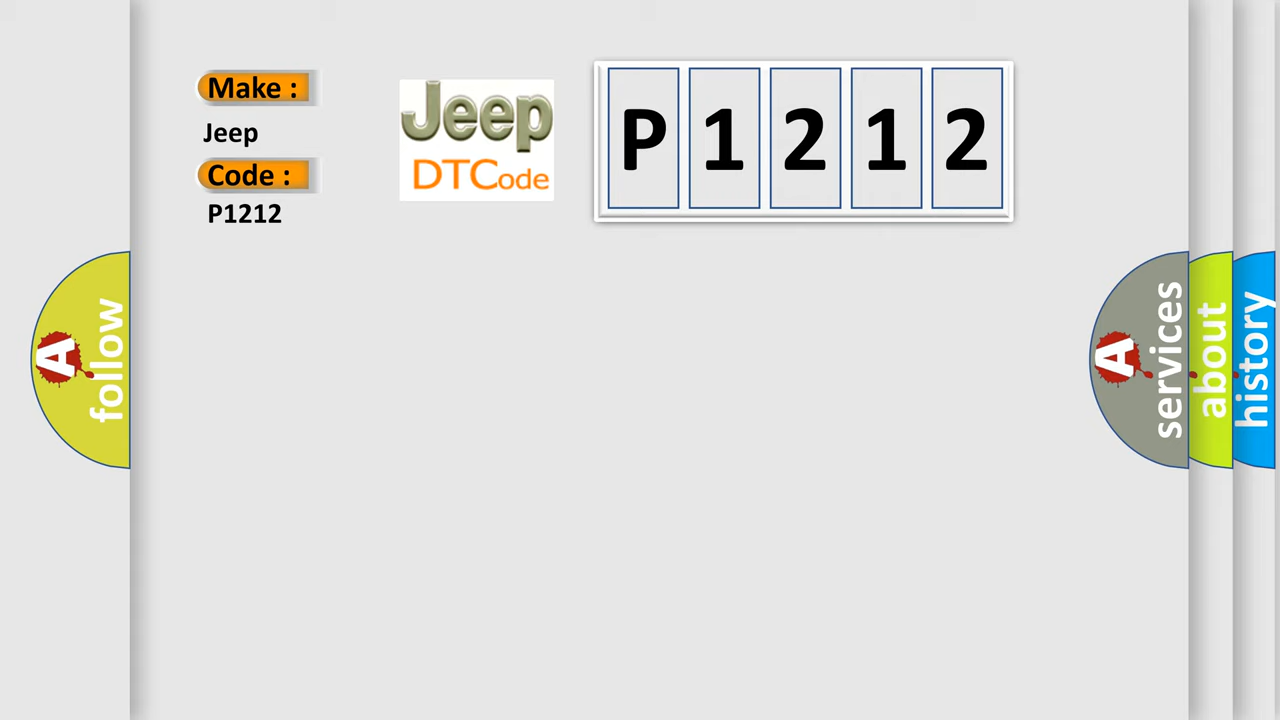 Make :
Jeep
Code :
P1212
Jeep
DTCode
P 1 2 1 2
A follow
A services
about
history